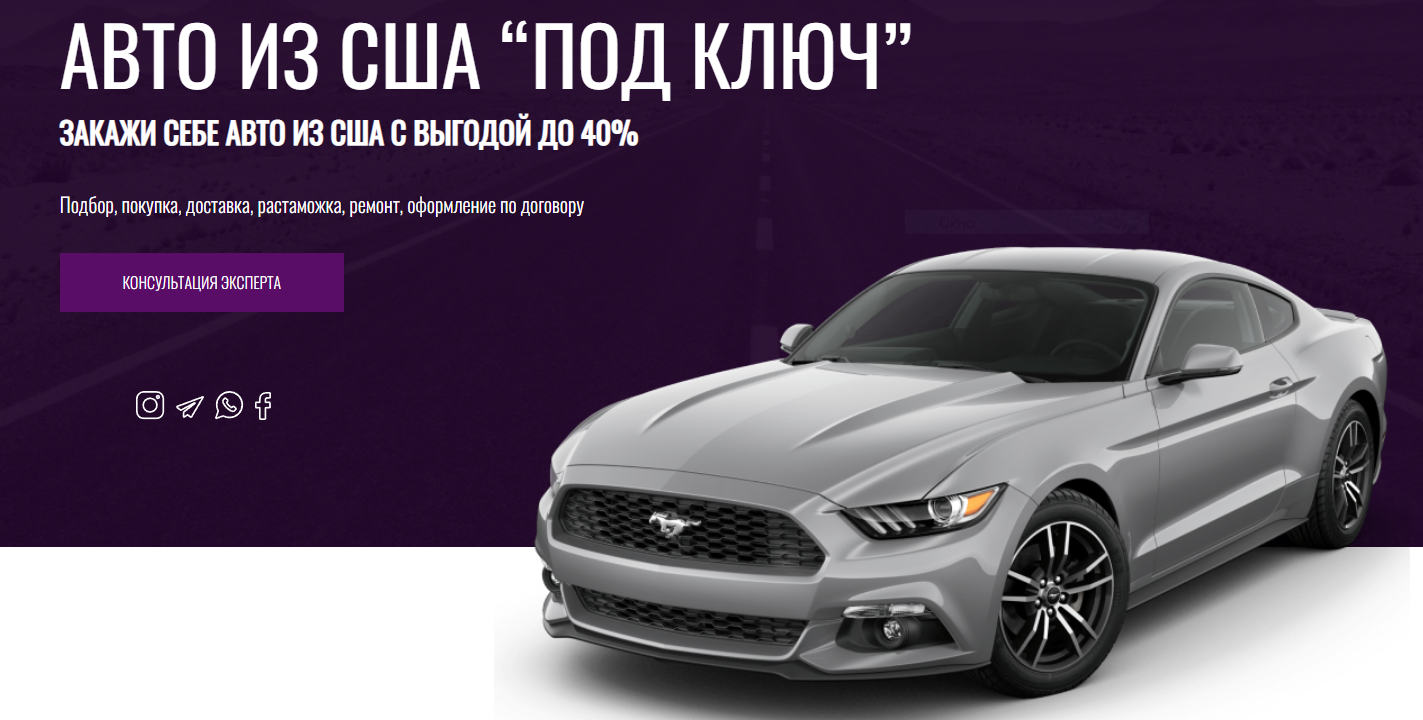 АВТО ИЗ США “ПОД КЛЮЧ”
ЗАКАЖИ СЕБЕ АВТО ИЗ США С ВЫГОДОЙ ДО 40%
Подбор, покупка, доставка, растаможка, ремонт, оформление по договору
КОНСУЛЬТАЦИЯ ЭКСПЕРТА